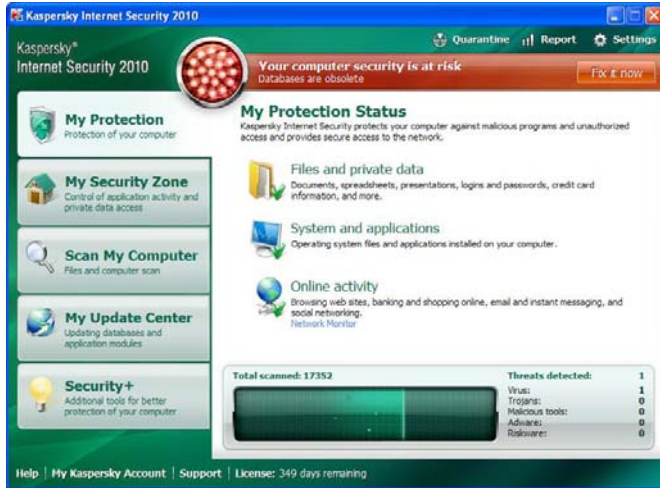 Kaspersky Internet Security 2010
Kaspersky®
Internet Security 2010
Quarantine
Report
Settings
Your computer security is at risk
Databases are obsolete
Fix it now
My Protection
Protection of your computer
My Security Zone
Control of application activity and
private data access
Scan My Computer
Files and computer scan
My Update Center
Updating databases and
application modules
Security+
Additional tools for better
protection of your computer
My Protection Status
Kaspersky Internet Security protects your computer against malicious programs and unauthorized
access and provides secure access to the network.
Files and private data
Documents, spreadsheets, presentations, logins and passwords, credit card
information, and more.
System and applications
Operating system files and applications installed on your computer.
Online activity
Browsing web sites, banking and shopping online, email and instant messaging, and
social networking.
Network Monitor
Total scanned: 17352
Threats detected: 1
Virus: 1
Trojans: 0
Malicious tools: 0
Adware: 0
Riskware: 0
Help | My Kaspersky Account | Support | License: 349 days remaining